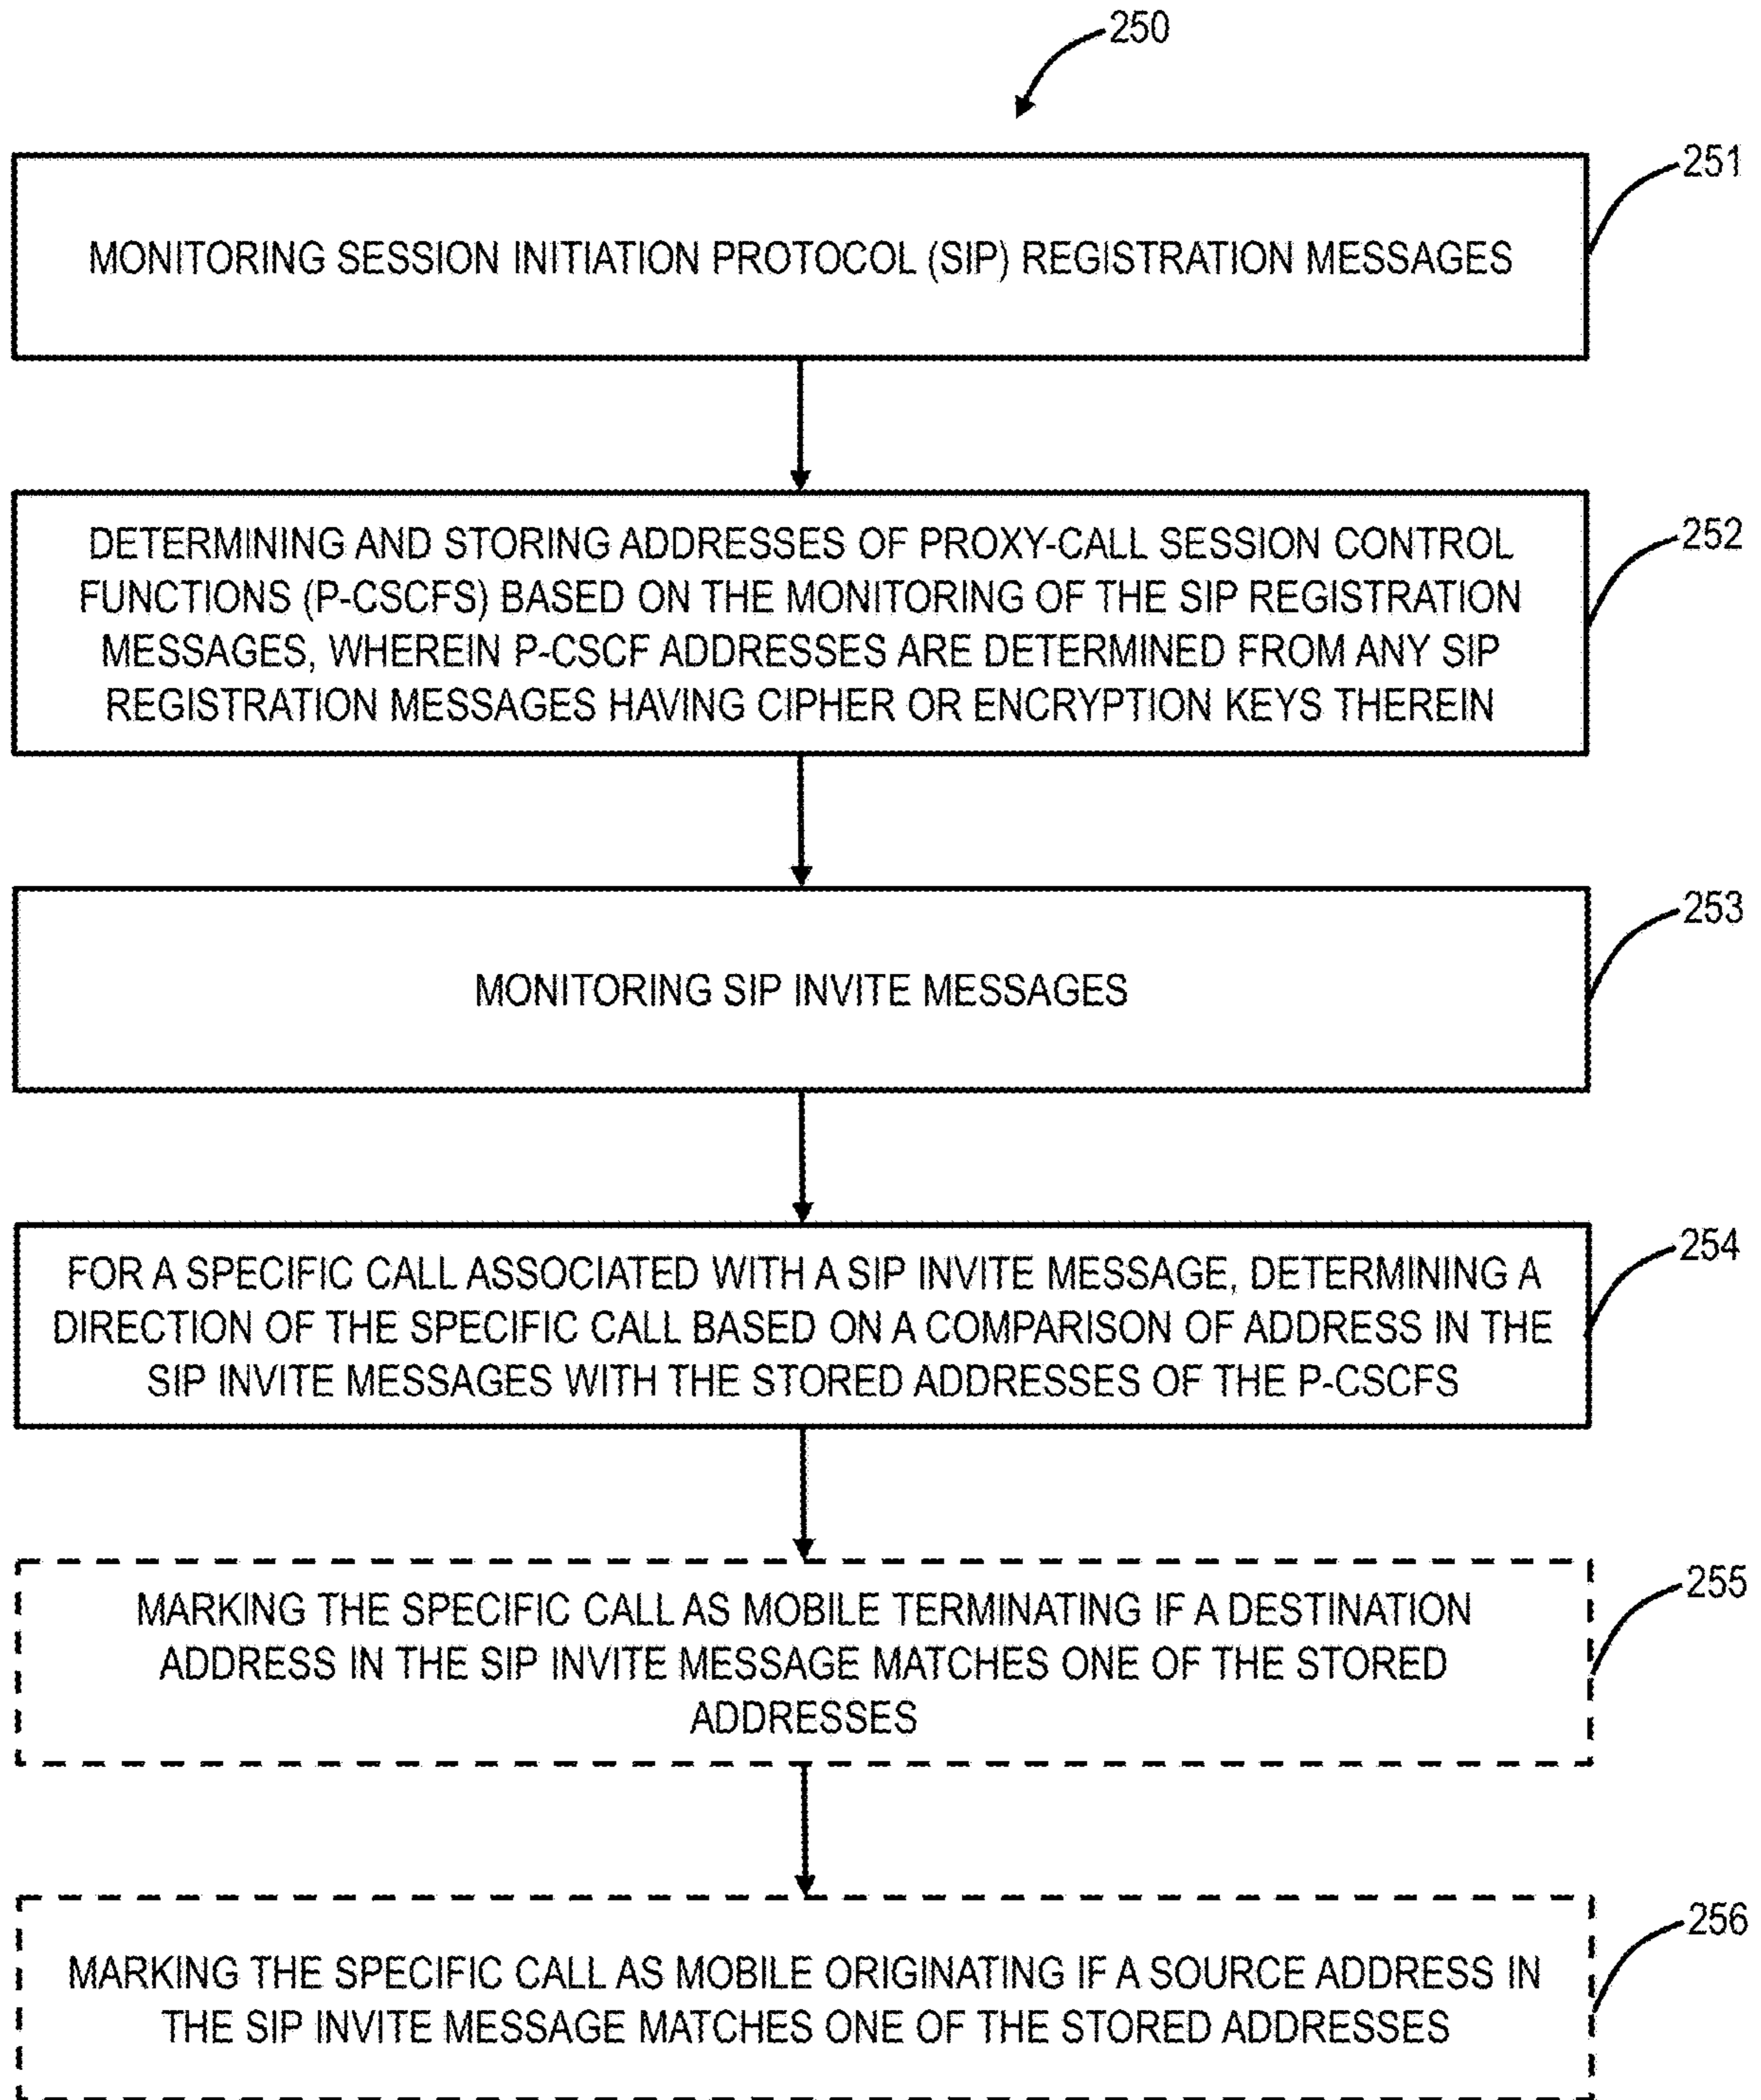 250
251
MONITORING SESSION INITIATION PROTOCOL (SIP) REGISTRATION MESSAGES
252
DETERMINING AND STORING ADDRESSES OF PROXY-CALL SESSION CONTROL
FUNCTIONS (P-CSCFS) BASED ON THE MONITORING OF THE SIP REGISTRATION
MESSAGES, WHEREIN P-CSCF ADDRESSES ARE DETERMINED FROM ANY SIP
REGISTRATION MESSAGES HAVING CIPHER OR ENCRYPTION KEYS THEREIN
253
MONITORING SIP INVITE MESSAGES
254
FOR A SPECIFIC CALL ASSOCIATED WITH A SIP INVITE MESSAGE, DETERMINING A
DIRECTION OF THE SPECIFIC CALL BASED ON A COMPARISON OF ADDRESS IN THE
SIP INVITE MESSAGES WITH THE STORED ADDRESSES OF THE P-CSCFS
255
MARKING THE SPECIFIC CALL AS MOBILE TERMINATING IF A DESTINATION
ADDRESS IN THE SIP INVITE MESSAGE MATCHES ONE OF THE STORED
ADDRESSES
256
MARKING THE SPECIFIC CALL AS MOBILE ORIGINATING IF A SOURCE ADDRESS IN
THE SIP INVITE MESSAGE MATCHES ONE OF THE STORED ADDRESSES